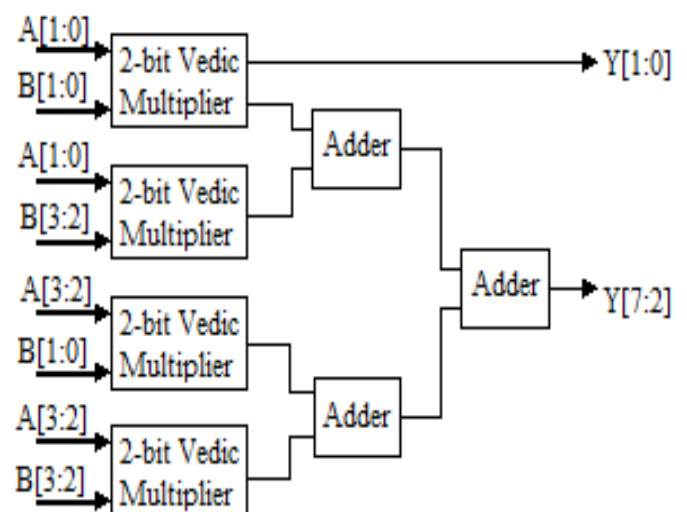 A[1:0]
B[1:0]
2-bit Vedic
Multiplier
Y[1:0]
Adder
A[1:0]
B[3:2]
2-bit Vedic
Multiplier
Adder
Y[7:2]
A[3:2]
B[1:0]
2-bit Vedic
Multiplier
Adder
A[3:2]
B[3:2]
2-bit Vedic
Multiplier